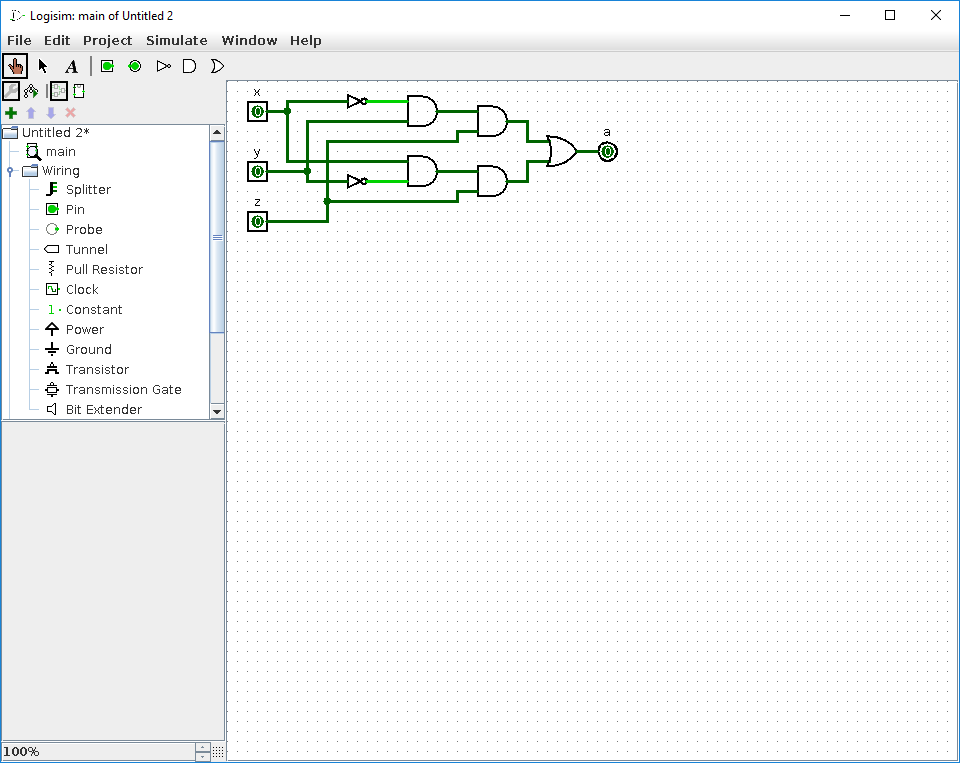 Logisim: main of Untitled 2
File Edit Project Simulate Window Help
A
Untitled 2*
main
Wiring
Splitter
Pin
Probe
Tunnel
Pull Resistor
Clock
1 Constant
Power
Ground
Transistor
Transmission Gate
Bit Extender
100%
x
0
y
0
z
0
a
0